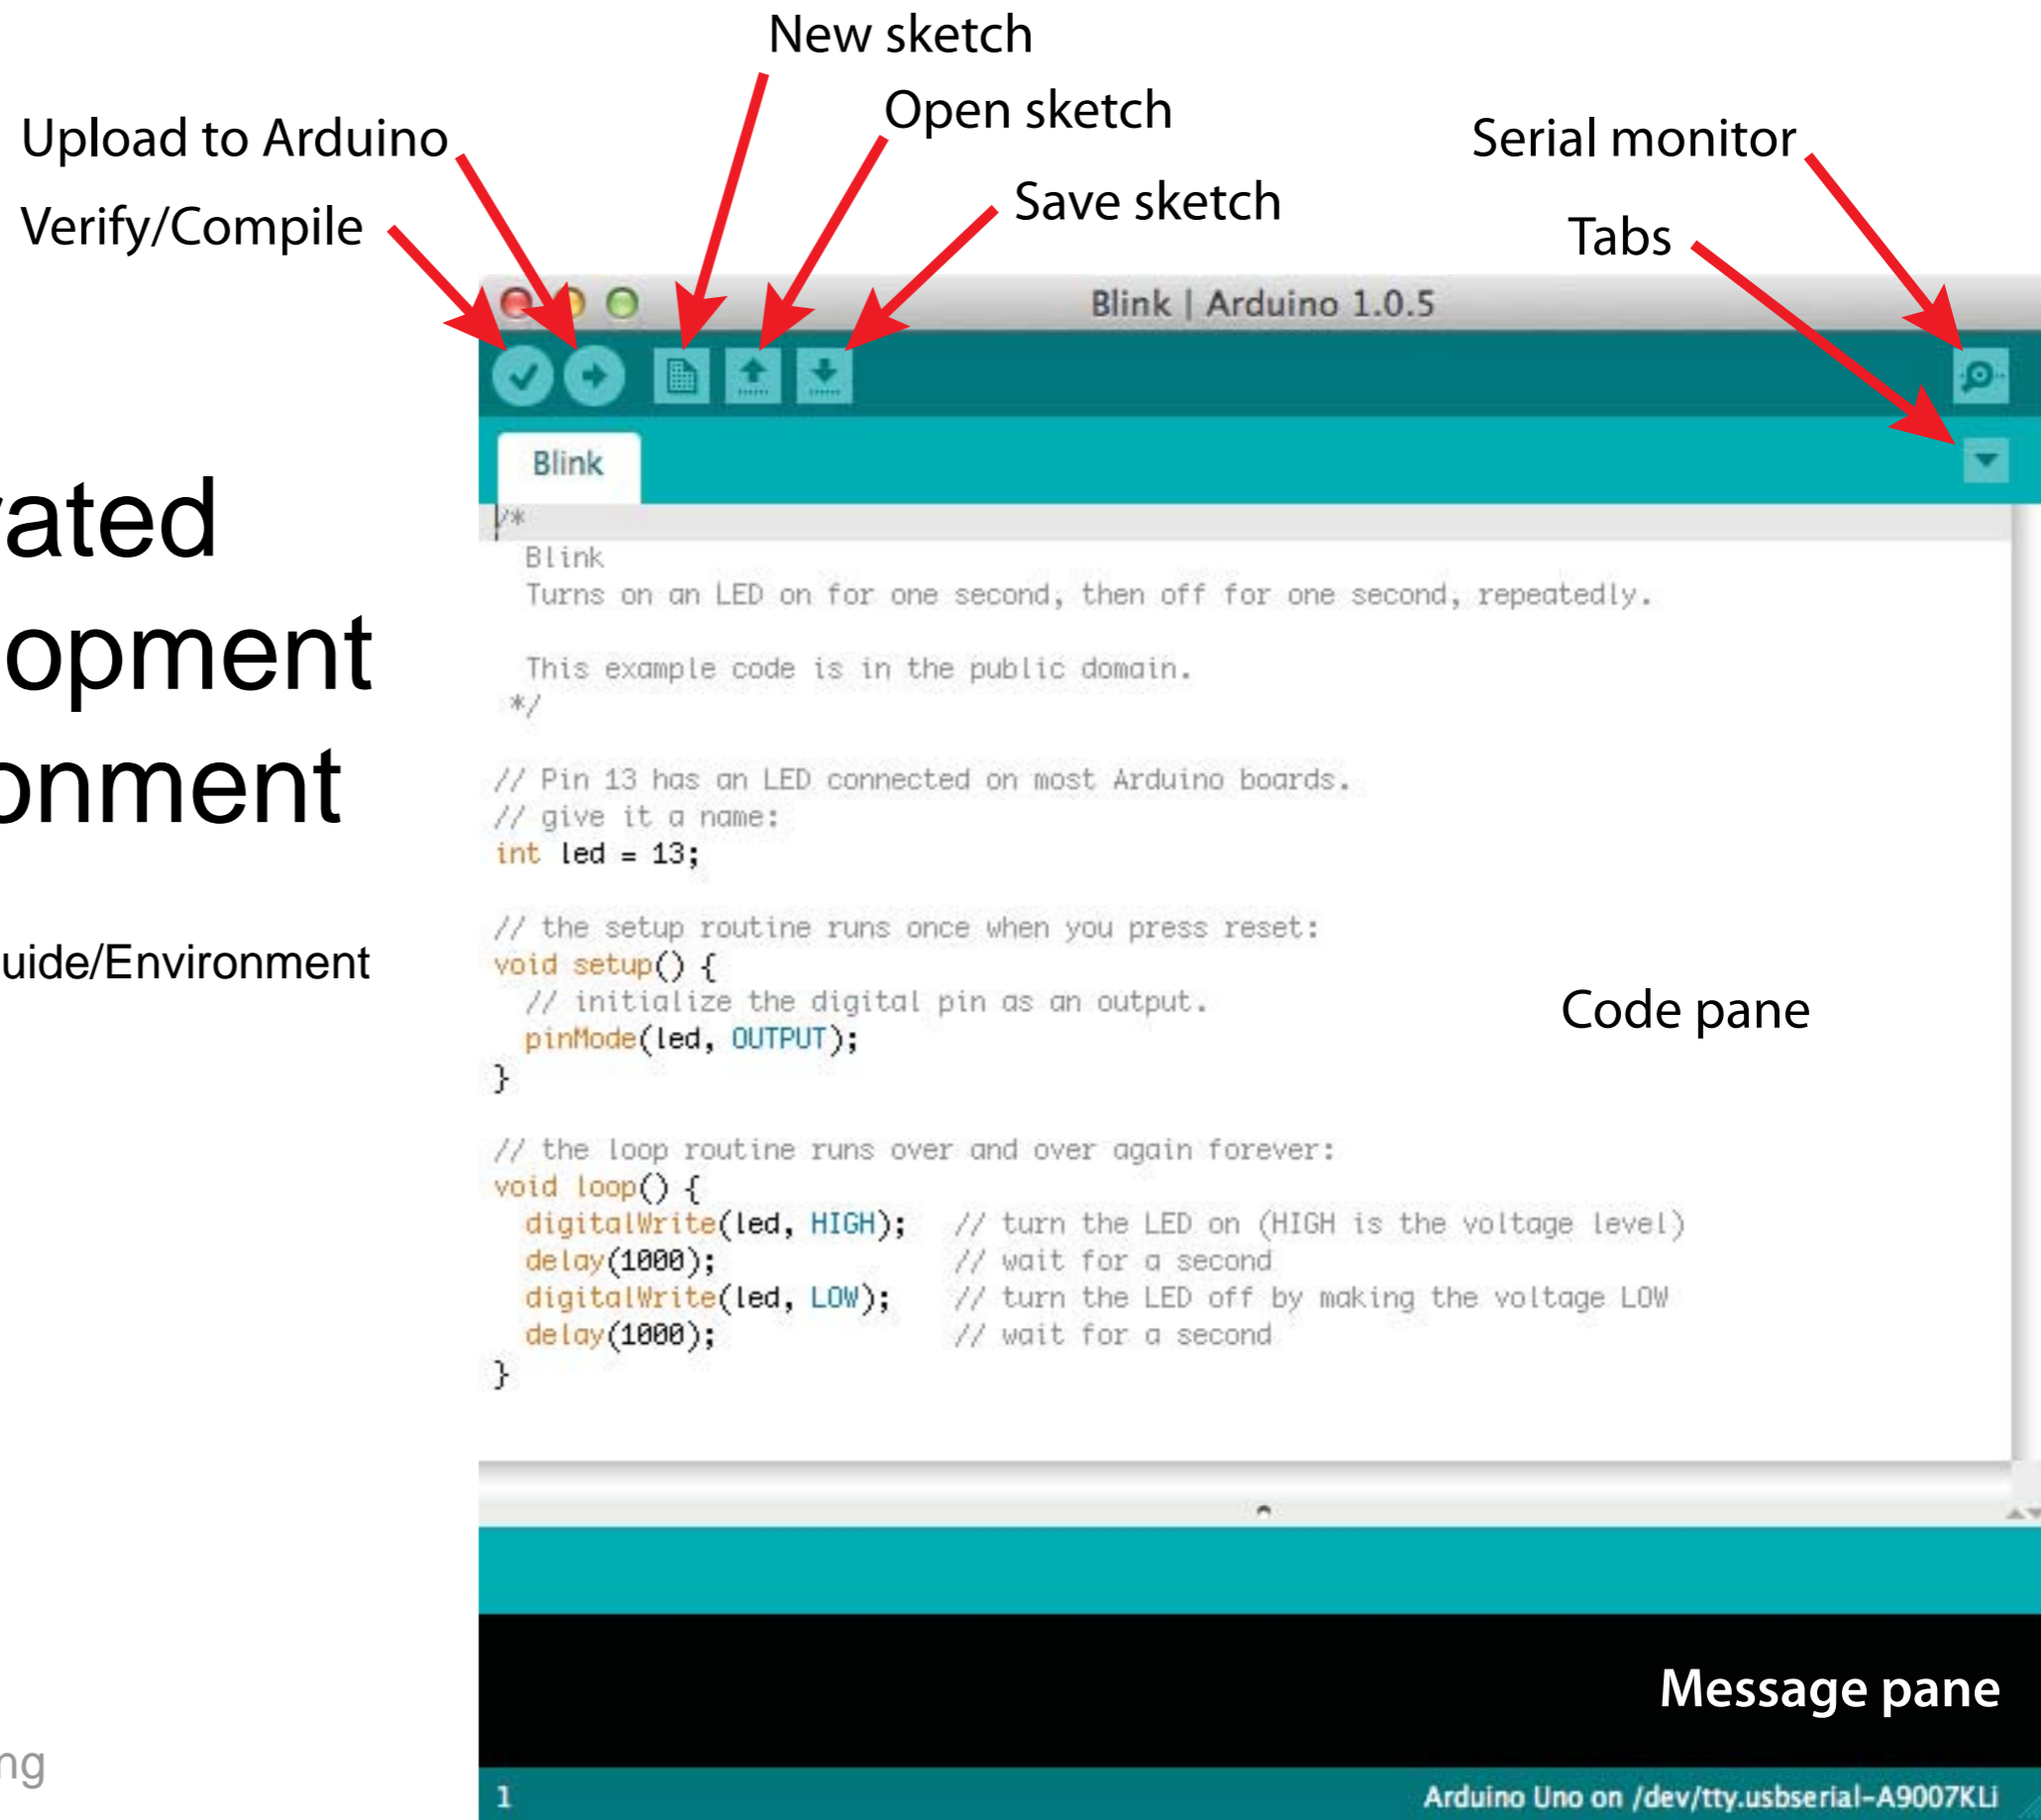 New sketch
Open sketch
Upload to Arduino
Serial monitor
Save sketch
Verify/Compile
Tabs
Blink | Arduino 1.0.5
Blink
rated
opment
onment
uide/Environment
/*
  Blink
  Turns on an LED on for one second, then off for one second, repeatedly.

  This example code is in the public domain.
 */

// Pin 13 has an LED connected on most Arduino boards.
// give it a name:
int led = 13;

// the setup routine runs once when you press reset:
void setup() {
  // initialize the digital pin as an output.
  pinMode(led, OUTPUT);
}

// the loop routine runs over and over again forever:
void loop() {
  digitalWrite(led, HIGH);   // turn the LED on (HIGH is the voltage level)
  delay(1000);               // wait for a second
  digitalWrite(led, LOW);    // turn the LED off by making the voltage LOW
  delay(1000);               // wait for a second
}
Code pane
Message pane
ng
1
Arduino Uno on /dev/tty.usbserial-A9007KLi